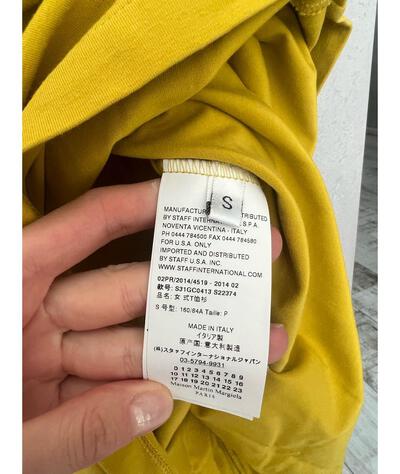 S
MANUFACTURED DISTRIBUTED
BY STAFF INTERNATIONAL S.P.A.
NOVENTA VICENTINA - ITALY
PH 0444 784500 FAX 0444 784580
FOR U.S.A. ONLY
IMPORTED AND DISTRIBUTED
BY STAFF U.S.A. INC.
WWW.STAFFINTERNATIONAL.COM
02PR/2014/4519 - 2014 02
款号: S31GC0413 S22374
品名: 女 式T恤衫
S 号型: 160/84A Taille: P
MADE IN ITALY
イタリア製
原产国: 意大利製造
㈱スタッフインターナショナルジャパン
03-5794-9931
0 1 2 3 4 5 6 7 8 9
10 11 12 13 14 15 16
17 18 19 20 21 22 23
Maison Martin Margiela
PARIS